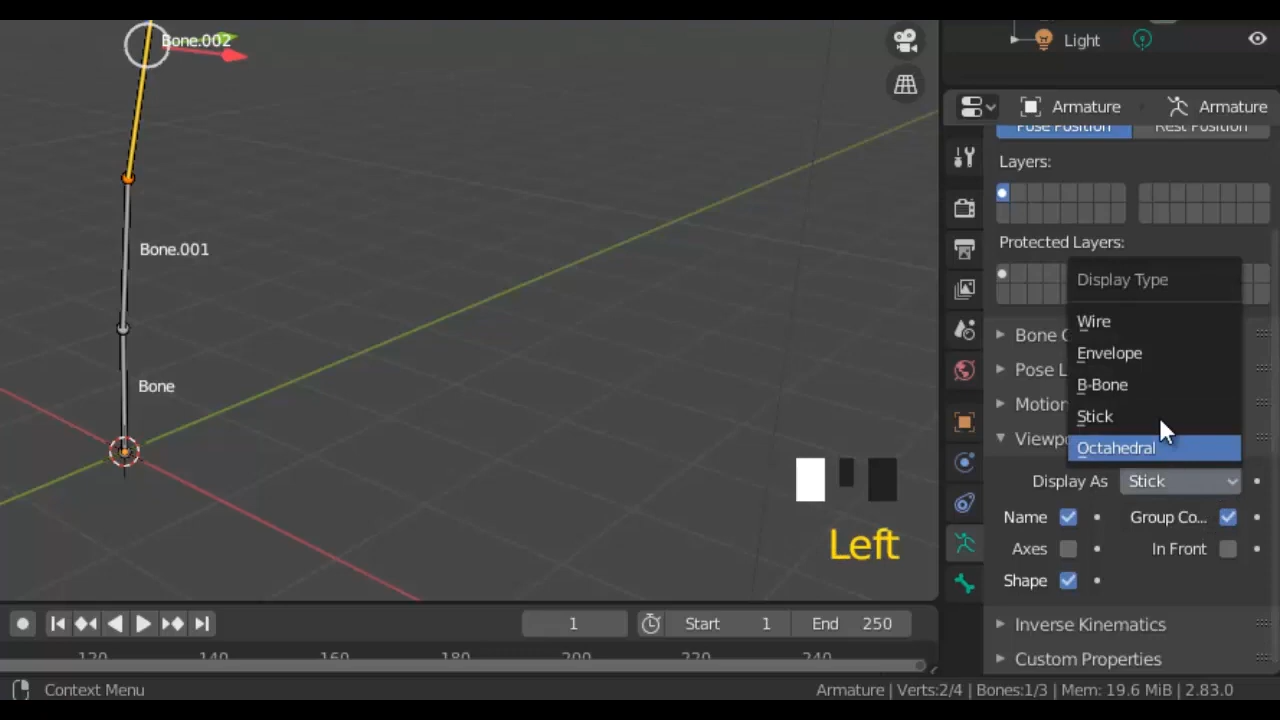 Bone.002
Bone.001
Bone
Left
Light
Armature
Armature
Pose Position
Rest Position
Layers:
Protected Layers:
Display Type
Wire
Envelope
B-Bone
Stick
Octahedral
Bone G
Pose L
Motion
Viewpo
Display As
Stick
Name
Group Co...
Axes
In Front
Shape
Inverse Kinematics
Custom Properties
1
Start 1
End 250
120 140 160 180 200 220 240
Context Menu
Armature | Verts:2/4 | Bones:1/3 | Mem: 19.6 MiB | 2.83.0